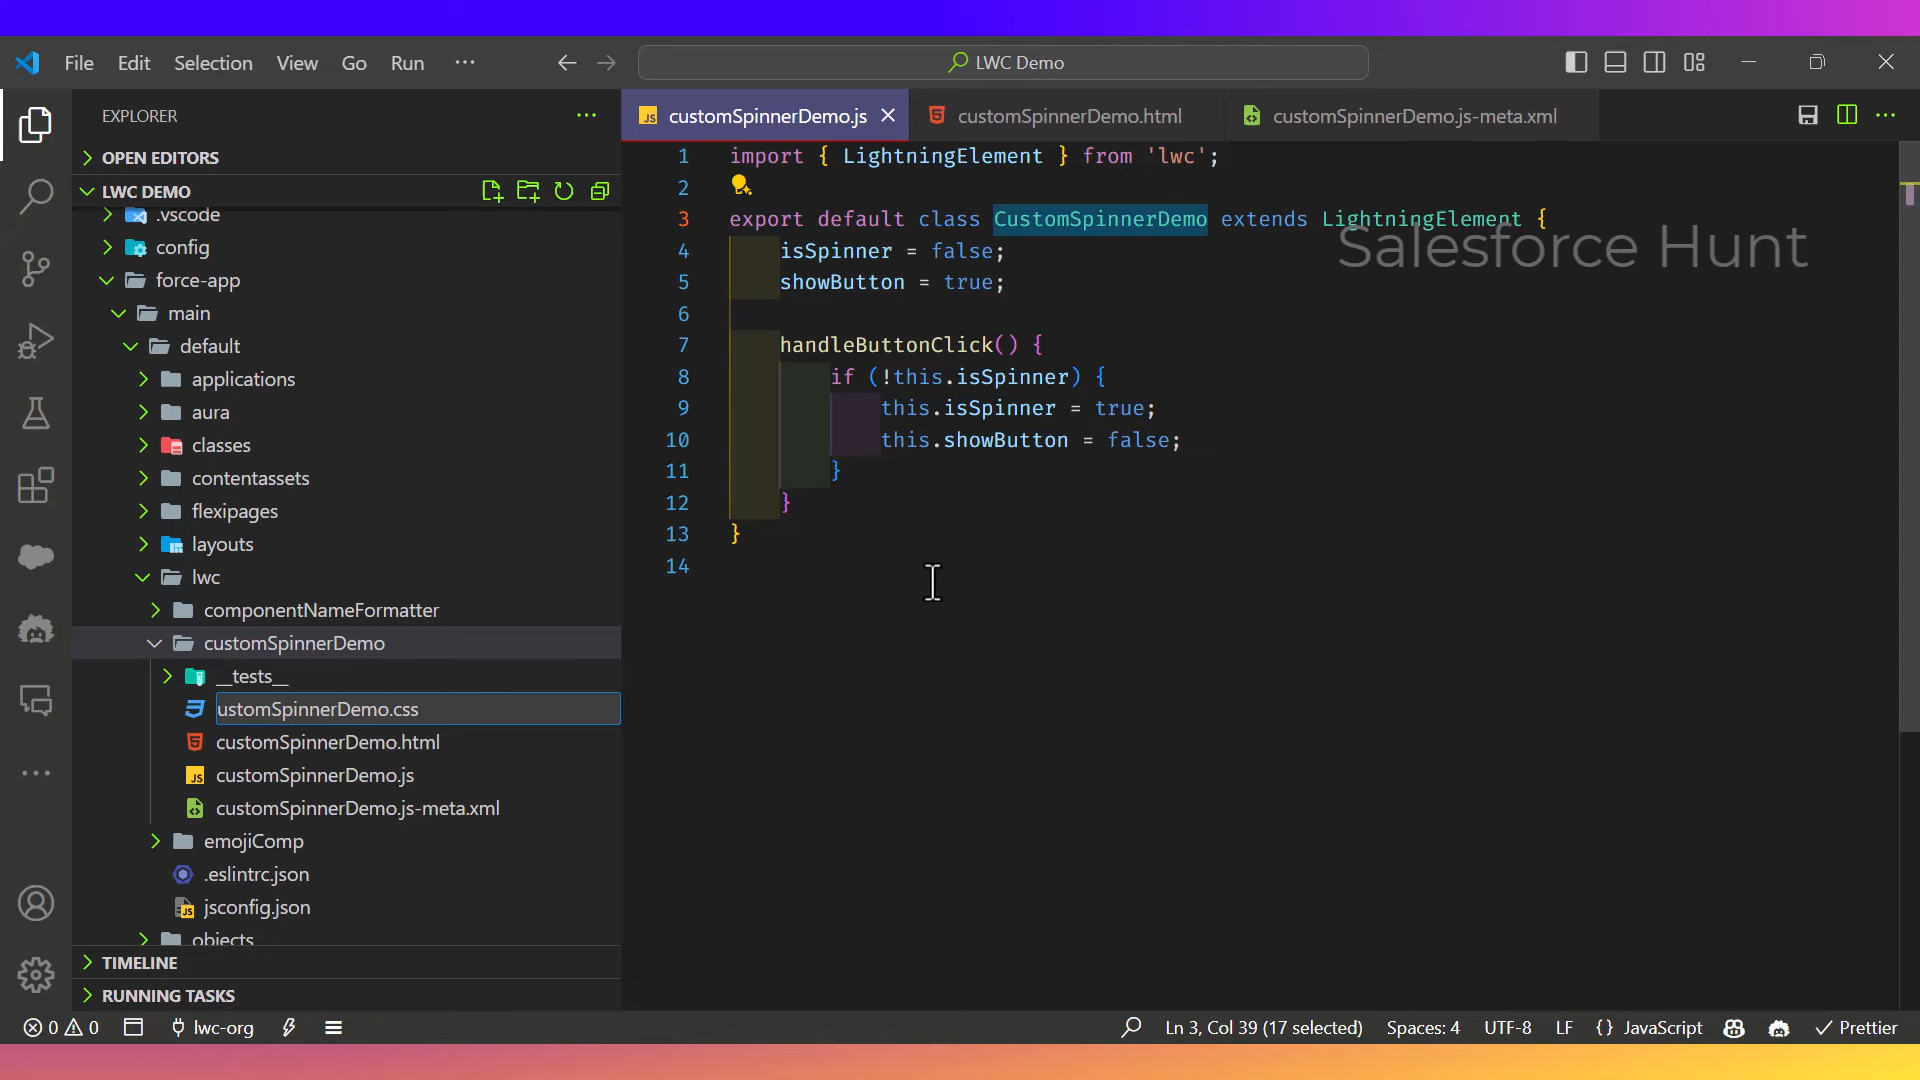 File Edit Selection View Go Run ···
LWC Demo
EXPLORER
OPEN EDITORS
LWC DEMO
.vscode
config
force-app
main
default
applications
aura
classes
contentassets
flexipages
layouts
lwc
componentNameFormatter
customSpinnerDemo
__tests__
ustomSpinnerDemo.css
customSpinnerDemo.html
customSpinnerDemo.js
customSpinnerDemo.js-meta.xml
emojiComp
.eslintrc.json
jsconfig.json
objects
TIMELINE
RUNNING TASKS
customSpinnerDemo.js customSpinnerDemo.html customSpinnerDemo.js-meta.xml
1 import { LightningElement } from 'lwc';
2
3 export default class CustomSpinnerDemo extends LightningElement {
Salesforce Hunt
4 isSpinner = false;
5 showButton = true;
6
7 handleButtonClick() {
8 if (!this.isSpinner) {
9 this.isSpinner = true;
10 this.showButton = false;
11 }
12 }
13 }
14
0 0 lwc-org Ln 3, Col 39 (17 selected) Spaces: 4 UTF-8 LF {} JavaScript Prettier